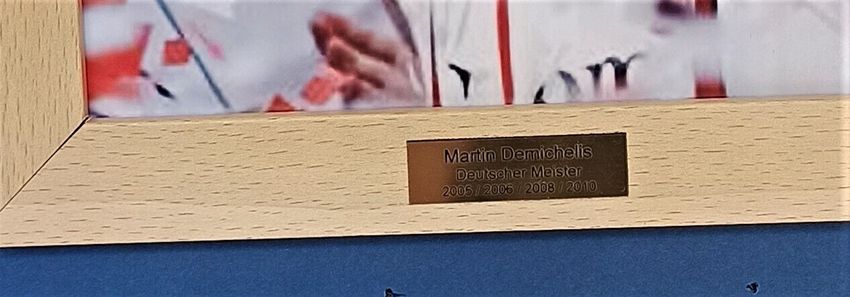 Martin Demichelis
Deutscher Meister
2005 / 2006 / 2008 / 2010